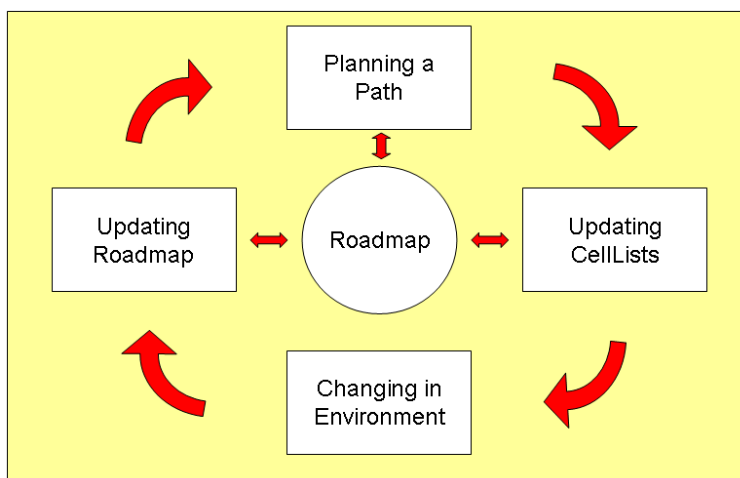 Planning a
Path
Updating
Roadmap
Roadmap
Updating
CellLists
Changing in
Environment